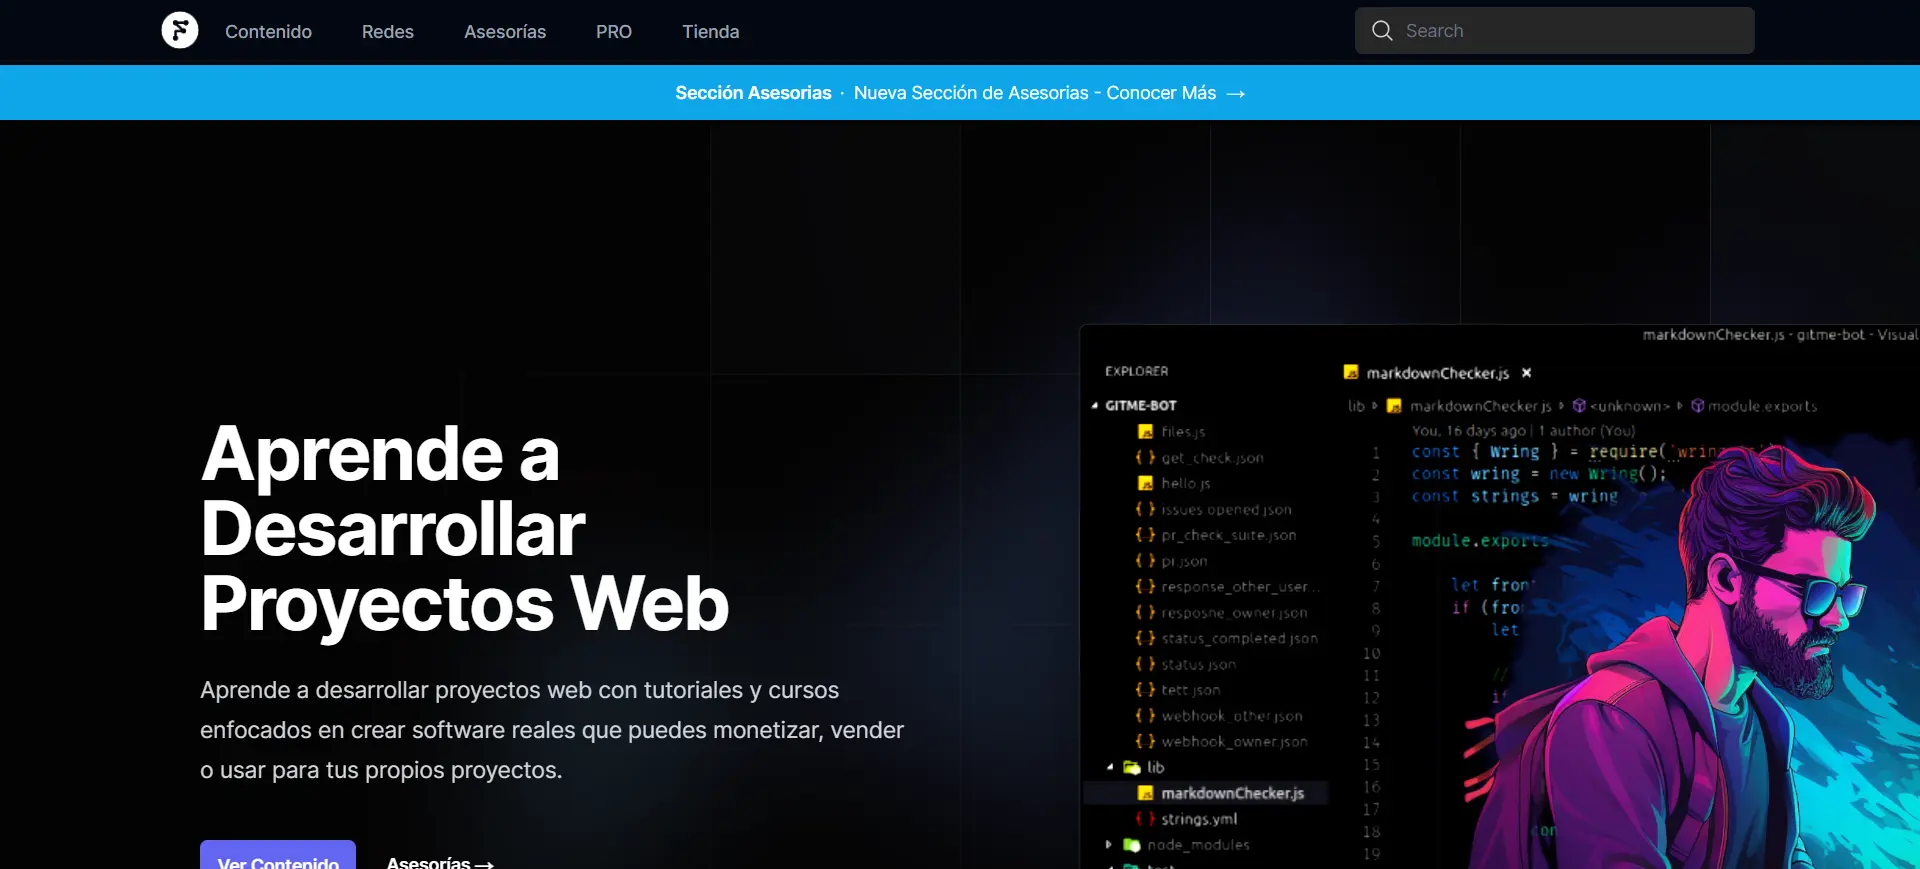 Contenido
Redes
Asesorías
PRO
Tienda
Search
Sección Asesorias · Nueva Sección de Asesorias - Conocer Más →
Aprende a
Desarrollar
Proyectos Web
Aprende a desarrollar proyectos web con tutoriales y cursos
enfocados en crear software reales que puedes monetizar, vender
o usar para tus propios proyectos.
Ver Contenido
Asesorías →
markdownChecker.js - gitme-bot - Visual
EXPLORER
GITME-BOT
files.js
get_check.json
hello.js
issues opened.json
pr_check_suite.json
pr.json
response_other_user...
resposne_owner.json
status_completed.json
status.json
tett.json
webhook_other.json
webhook_owner.json
lib
markdownChecker.js
strings.yml
node_modules
markdownChecker.js ×
lib markdownChecker.js <unknown> module.exports
You, 16 days ago | 1 author (You)
1 const { Wring } = require(
2 const wring = new Wring();
3 const strings = wring
4
5 module.exports
6
7 let
8 if
9 let
10
11 //
12 if
13
14
15
16
17
18
19